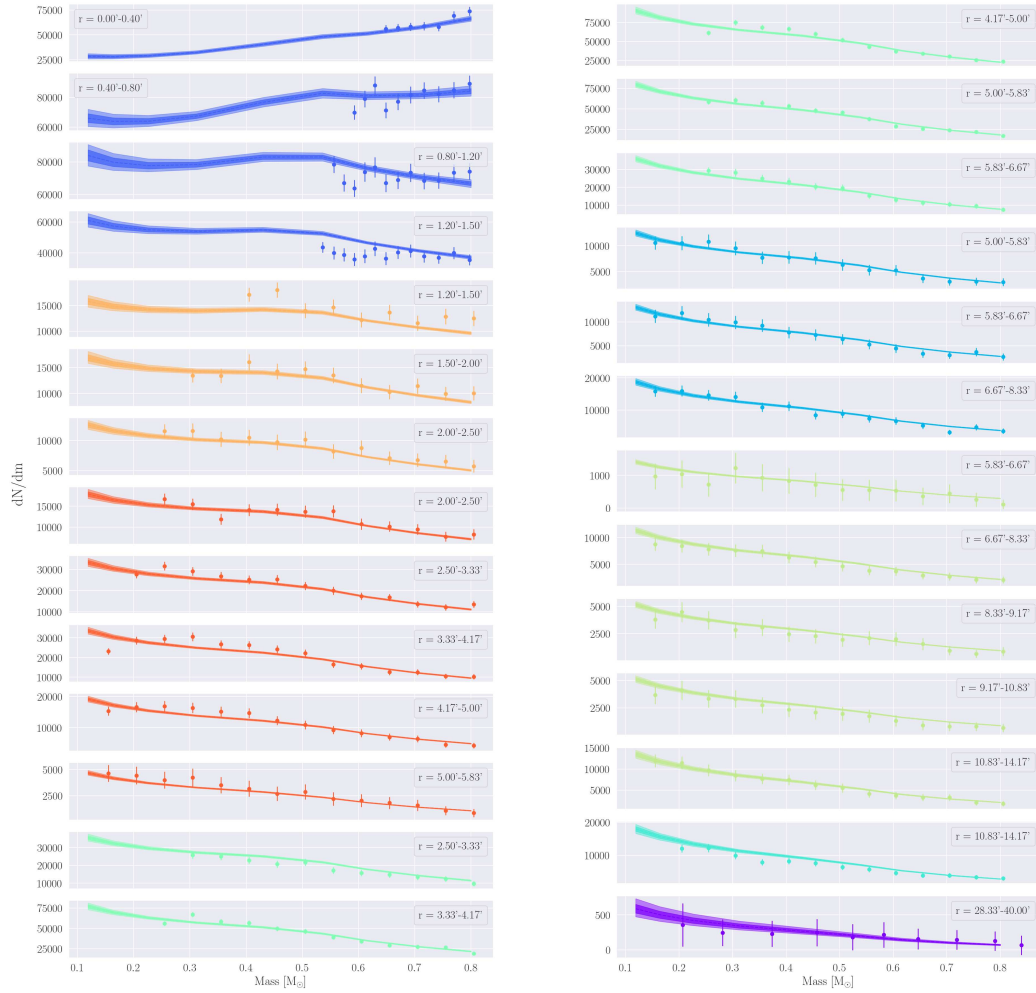 dN/dm
75000
50000
25000
r = 0.00'-0.40'
80000
60000
r = 0.40'-0.80'
80000
60000
r = 0.80'-1.20'
60000
40000
r = 1.20'-1.50'
15000
10000
r = 1.20'-1.50'
15000
10000
r = 1.50'-2.00'
10000
5000
r = 2.00'-2.50'
15000
10000
r = 2.00'-2.50'
30000
20000
10000
r = 2.50'-3.33'
30000
20000
10000
r = 3.33'-4.17'
20000
10000
r = 4.17'-5.00'
5000
2500
r = 5.00'-5.83'
30000
20000
10000
r = 2.50'-3.33'
75000
50000
25000
r = 3.33'-4.17'
0.1 0.2 0.3 0.4 0.5 0.6 0.7 0.8
Mass [M☉]
75000
50000
25000
r = 4.17'-5.00'
75000
50000
25000
r = 5.00'-5.83'
30000
20000
10000
r = 5.83'-6.67'
10000
5000
r = 5.00'-5.83'
10000
5000
r = 5.83'-6.67'
20000
10000
r = 6.67'-8.33'
1000
0
r = 5.83'-6.67'
10000
5000
r = 6.67'-8.33'
5000
2500
r = 8.33'-9.17'
5000
2500
r = 9.17'-10.83'
15000
10000
5000
r = 10.83'-14.17'
20000
10000
r = 10.83'-14.17'
500
0
r = 28.33'-40.00'
0.1 0.2 0.3 0.4 0.5 0.6 0.7 0.8
Mass [M☉]